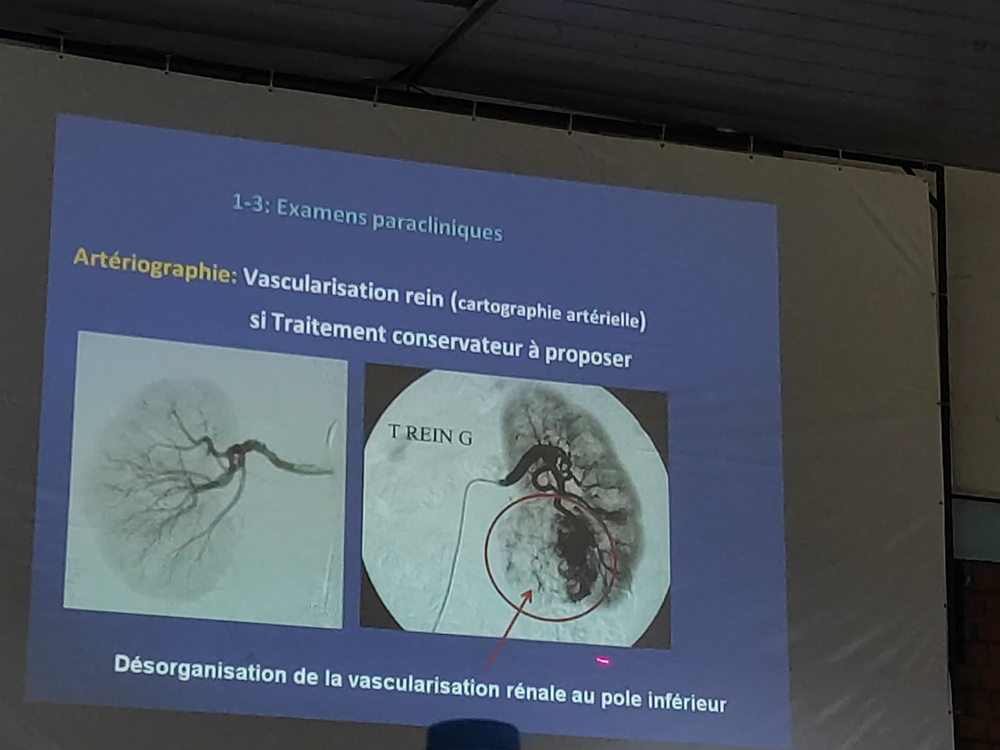 1-3: Examens paracliniques
Artériographie: Vascularisation rein (cartographie artérielle)
si Traitement conservateur à proposer
T REIN G
Désorganisation de la vascularisation rénale au pole inférieur